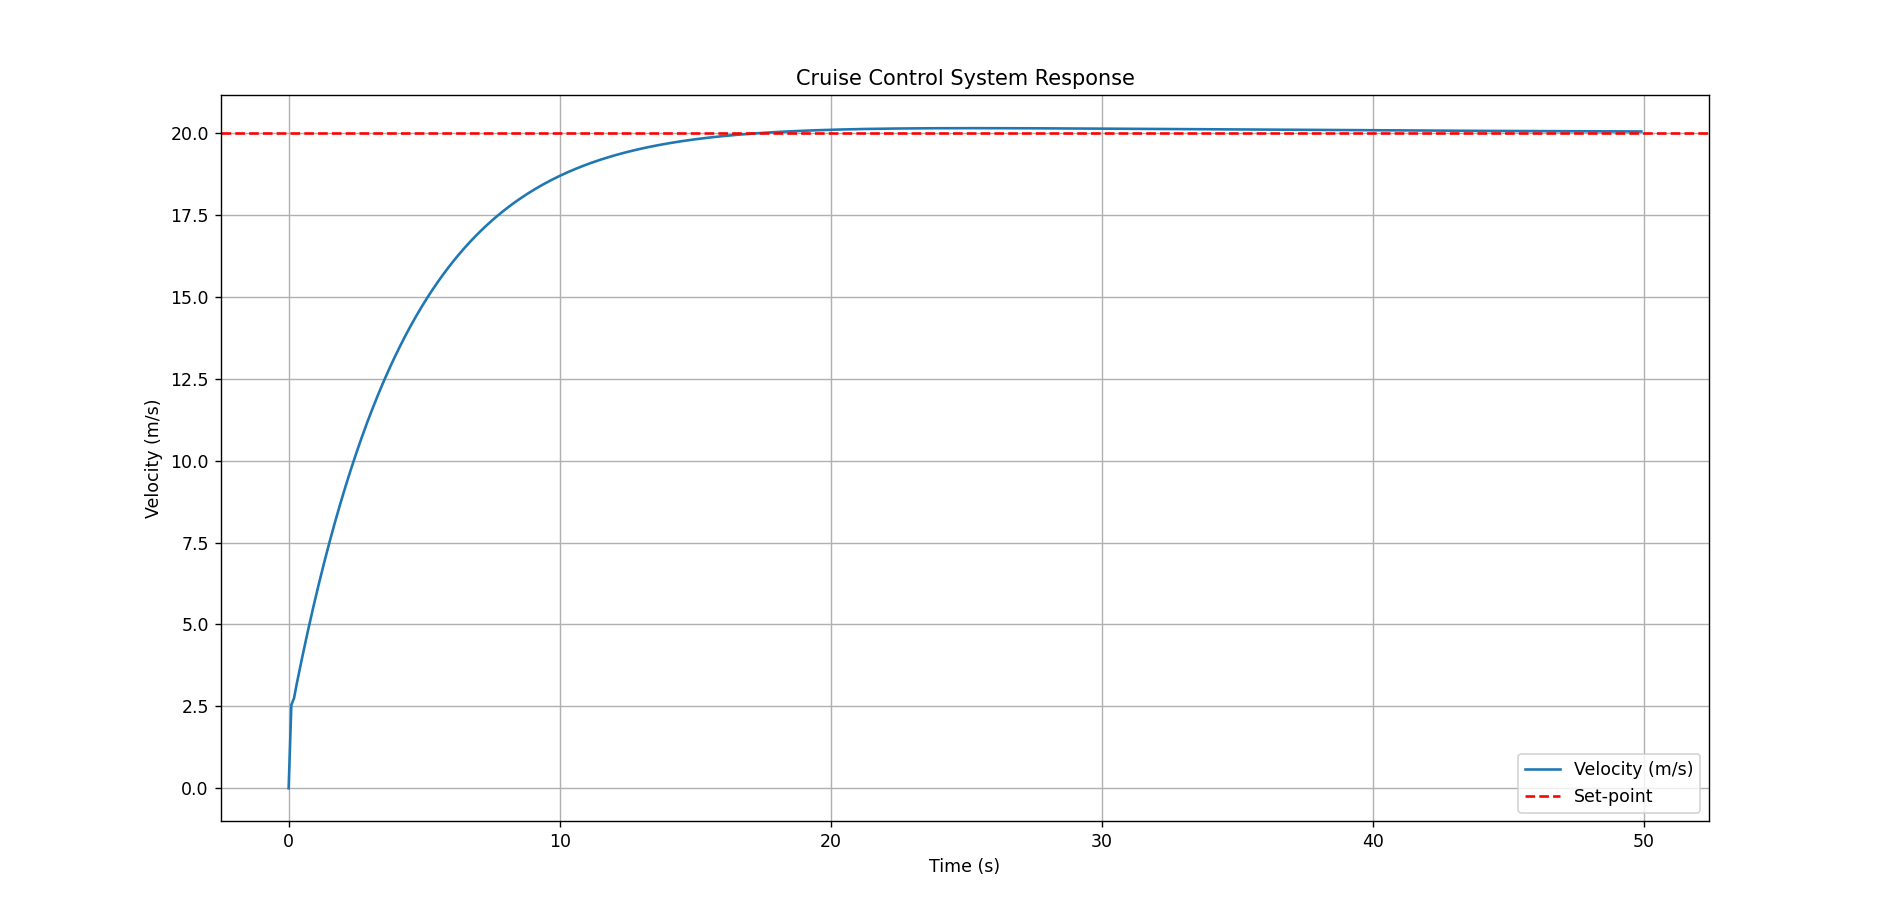 Cruise Control System Response
20.0
17.5
15.0
12.5
10.0
7.5
5.0
2.5
0.0
Velocity (m/s)
Velocity (m/s)
Set-point
0 10 20 30 40 50
Time (s)